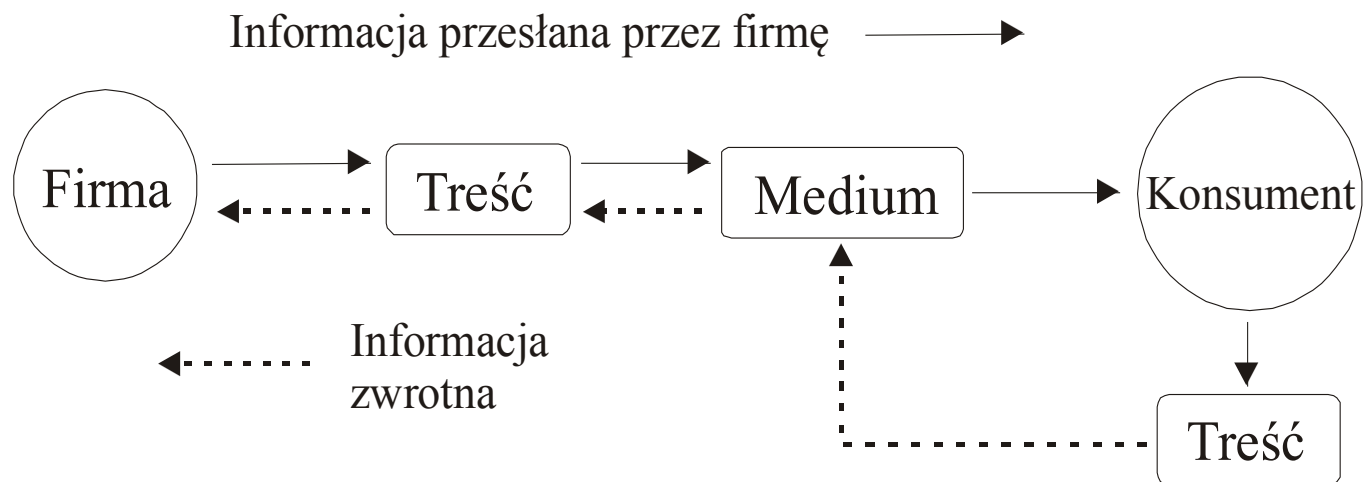 Informacja przesłana przez firmę
Firma
Treść
Medium
Konsument
Informacja
zwrotna
Treść